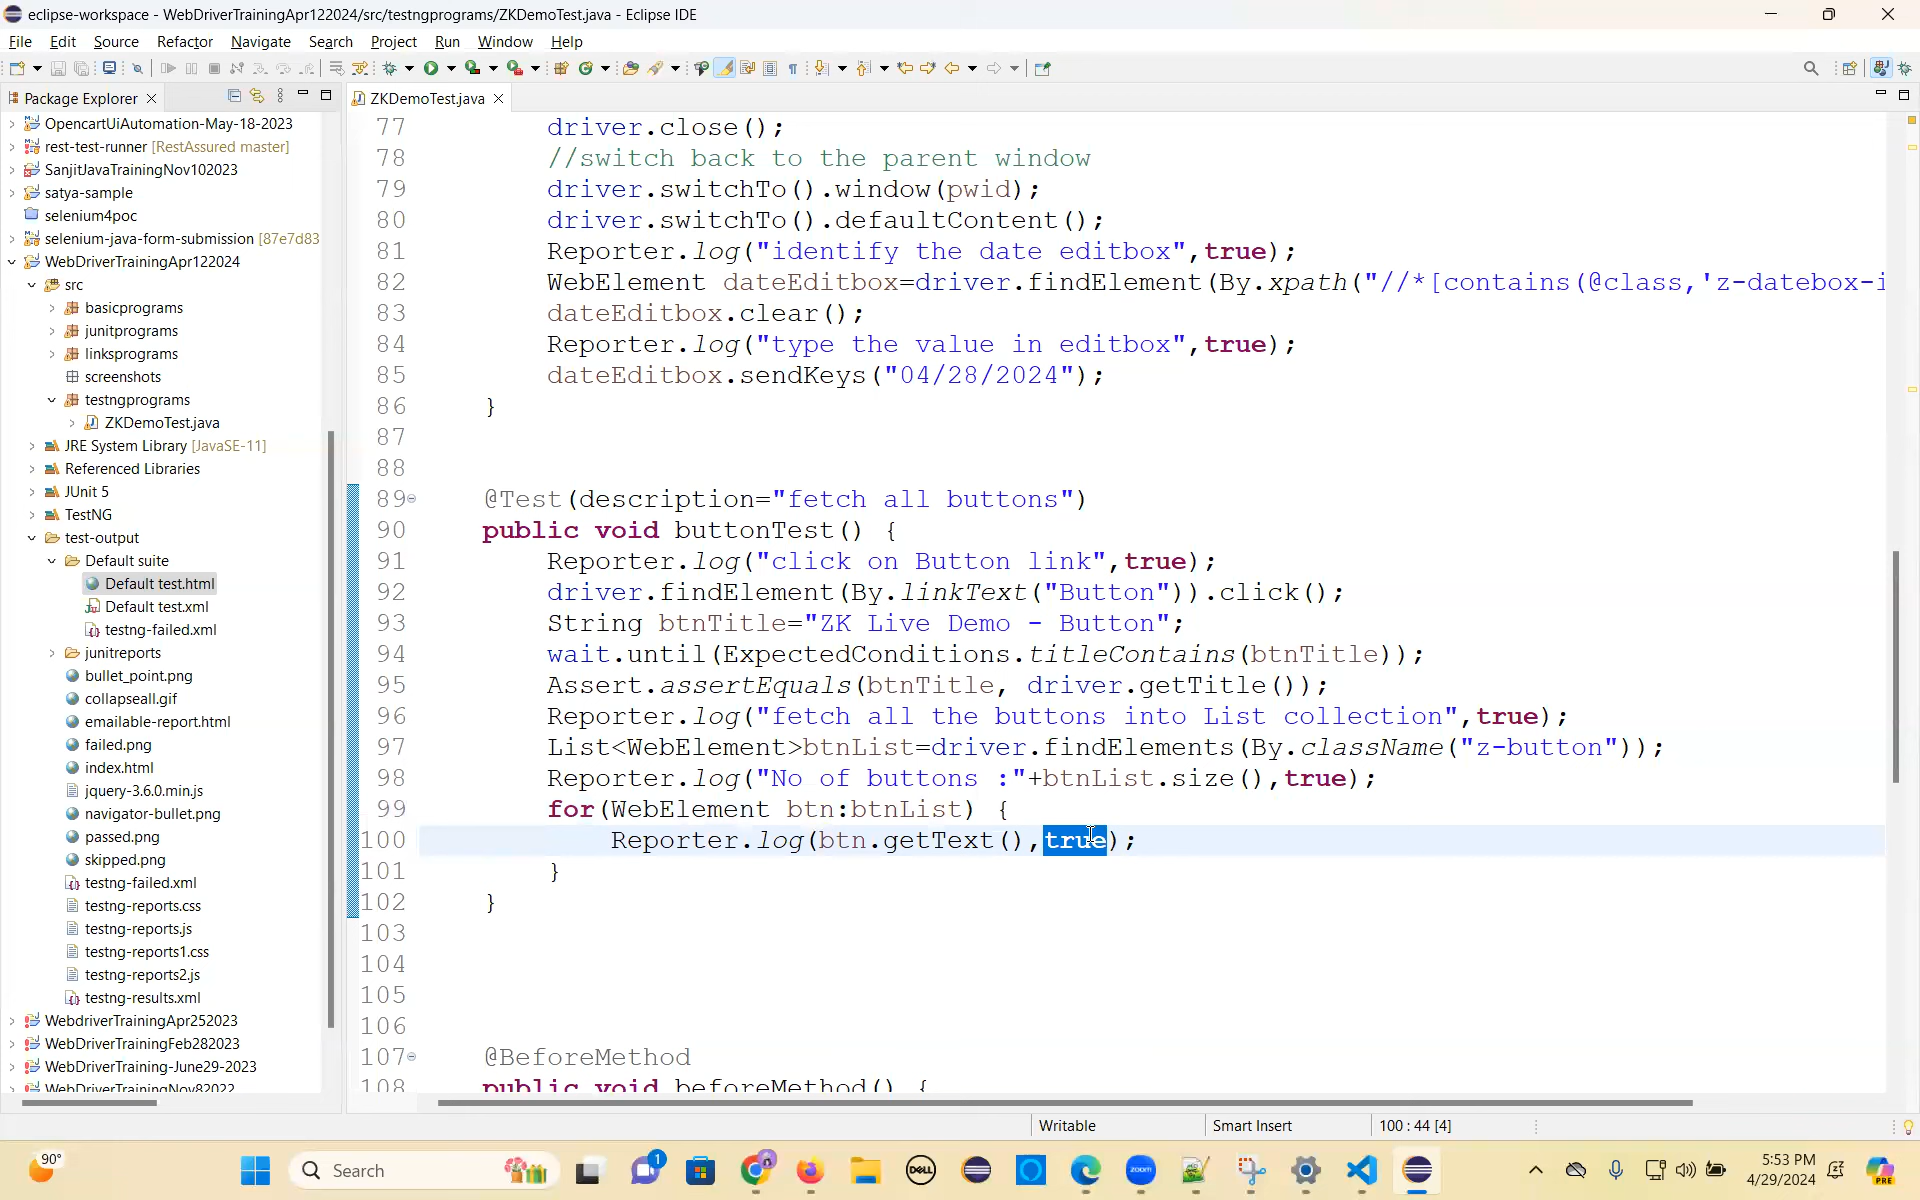 eclipse-workspace - WebDriverTrainingApr122024/src/testngprograms/ZKDemoTest.java - Eclipse IDE
File Edit Source Refactor Navigate Search Project Run Window Help
Package Explorer
OpencartUiAutomation-May-18-2023
rest-test-runner [RestAssured master]
SanjitJavaTrainingNov102023
satya-sample
selenium4poc
selenium-java-form-submission [87e7d83
WebDriverTrainingApr122024
src
basicprograms
junitprograms
linksprograms
screenshots
testngprograms
ZKDemoTest.java
JRE System Library [JavaSE-11]
Referenced Libraries
JUnit 5
TestNG
test-output
Default suite
Default test.html
Default test.xml
testng-failed.xml
junitreports
bullet_point.png
collapseall.gif
emailable-report.html
failed.png
index.html
jquery-3.6.0.min.js
navigator-bullet.png
passed.png
skipped.png
testng-failed.xml
testng-reports.css
testng-reports.js
testng-reports1.css
testng-reports2.js
testng-results.xml
WebdriverTrainingApr252023
WebDriverTrainingFeb282023
WebDriverTraining-June29-2023
WebDriverTrainingNov82022
ZKDemoTest.java
77 driver.close();
78 //switch back to the parent window
79 driver.switchTo().window(pwid);
80 driver.switchTo().defaultContent();
81 Reporter.log("identify the date editbox",true);
82 WebElement dateEditbox=driver.findElement(By.xpath("//*[contains(@class,'z-datebox-i
83 dateEditbox.clear();
84 Reporter.log("type the value in editbox",true);
85 dateEditbox.sendKeys("04/28/2024");
86 }
87
88
89 @Test(description="fetch all buttons")
90 public void buttonTest() {
91 Reporter.log("click on Button link",true);
92 driver.findElement(By.linkText("Button")).click();
93 String btnTitle="ZK Live Demo - Button";
94 wait.until(ExpectedConditions.titleContains(btnTitle));
95 Assert.assertEquals(btnTitle, driver.getTitle());
96 Reporter.log("fetch all the buttons into List collection",true);
97 List<WebElement>btnList=driver.findElements(By.className("z-button"));
98 Reporter.log("No of buttons :"+btnList.size(),true);
99 for(WebElement btn:btnList) {
100 Reporter.log(btn.getText(),true);
101 }
102 }
103
104
105
106
107 @BeforeMethod
108 public void beforeMethod() {
Writable Smart Insert 100 : 44 [4]
90°
Search
1
DELL
zoom
5:53 PM
4/29/2024
PRE